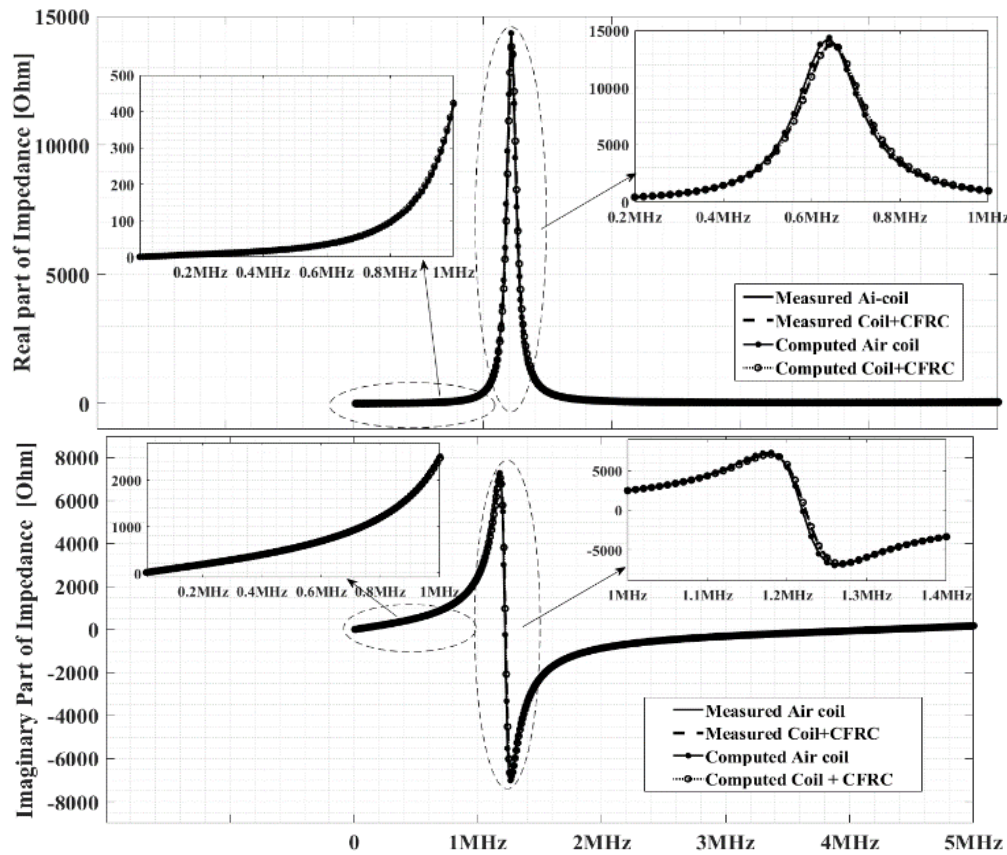 Real part of Impedance [Ohm]
15000
10000
5000
0
500
400
300
200
100
0
0.2MHz 0.4MHz 0.6MHz 0.8MHz 1MHz
15000
10000
5000
0
0.2MHz 0.4MHz 0.6MHz 0.8MHz 1MHz
Measured Ai-coil
Measured Coil+CFRC
Computed Air coil
Computed Coil+CFRC
Imaginary Part of Impedance [Ohm]
8000
6000
4000
2000
0
-2000
-4000
-6000
-8000
2000
1000
0
0.2MHz 0.4MHz 0.6MHz 0.8MHz 1MHz
5000
0
-5000
1MHz 1.1MHz 1.2MHz 1.3MHz 1.4MHz
Measured Air coil
Measured Coil+CFRC
Computed Air coil
Computed Coil + CFRC
0 1MHz 2MHz 3MHz 4MHz 5MHz